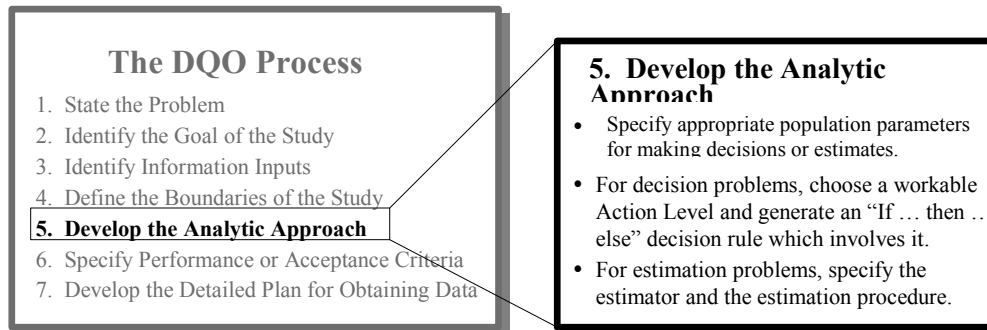 The DQO Process
1. State the Problem
2. Identify the Goal of the Study
3. Identify Information Inputs
4. Define the Boundaries of the Study
5. Develop the Analytic Approach
6. Specify Performance or Acceptance Criteria
7. Develop the Detailed Plan for Obtaining Data
5. Develop the Analytic
Approach
• Specify appropriate population parameters
for making decisions or estimates.
• For decision problems, choose a workable
Action Level and generate an “If … then …
else” decision rule which involves it.
• For estimation problems, specify the
estimator and the estimation procedure.